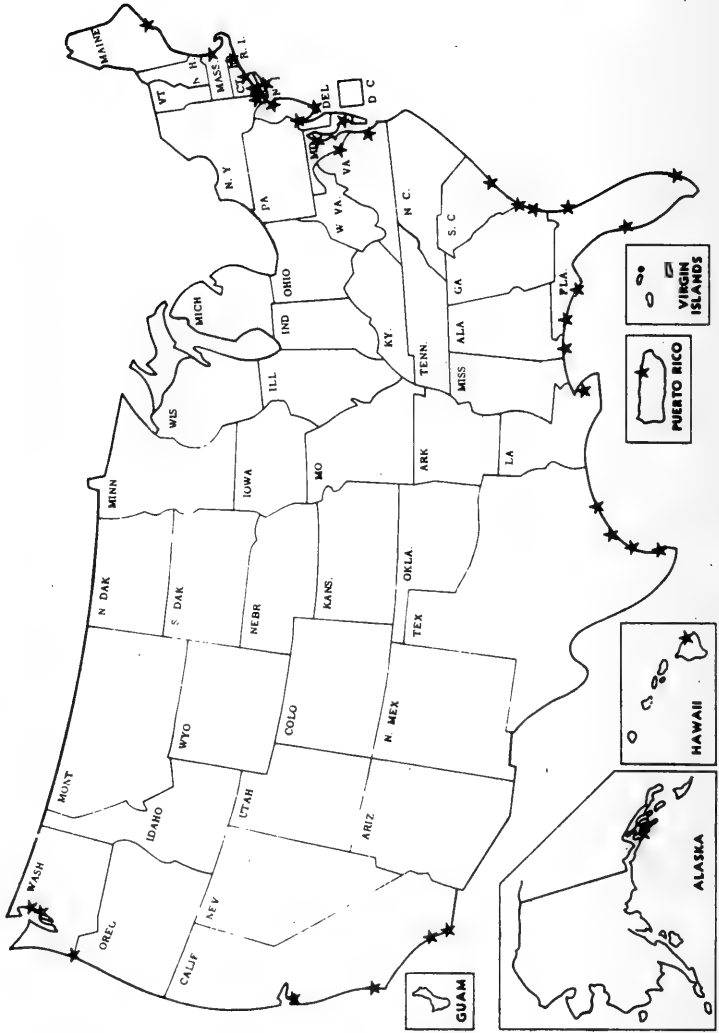 WASH
OREG
CALIF
NEV
IDAHO
MONT
WYO
UTAH
ARIZ
COLO
N. MEX
N DAK
S DAK
NEBR
KANS.
OKLA.
TEX
MINN
IOWA
MO
ARK
LA
WIS
ILL
MICH
IND
OHIO
KY.
TENN.
MISS
ALA
GA
FLA.
S. C
N C.
VA
W VA.
MD
DEL
D C
PA
N J
N. Y
CT.
R. I.
MASS.
VT
N H.
MAINE
GUAM
ALASKA
HAWAII
PUERTO RICO
VIRGIN
ISLANDS